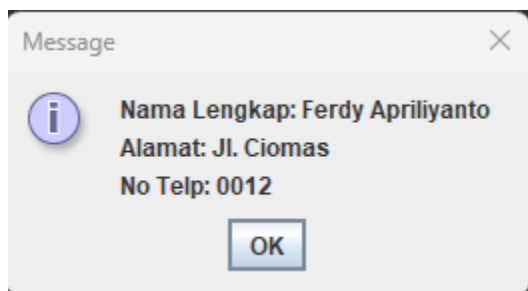 Message
Nama Lengkap: Ferdy Apriliyanto
Alamat: Jl. Ciomas
No Telp: 0012
OK